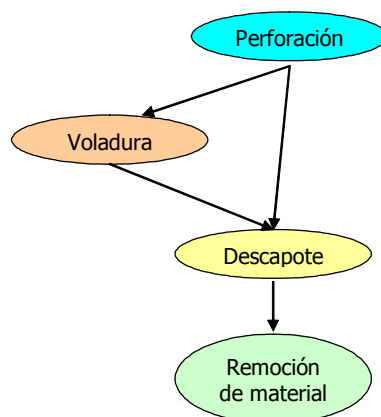 Perforación
Voladura
Descapote
Remoción
de material